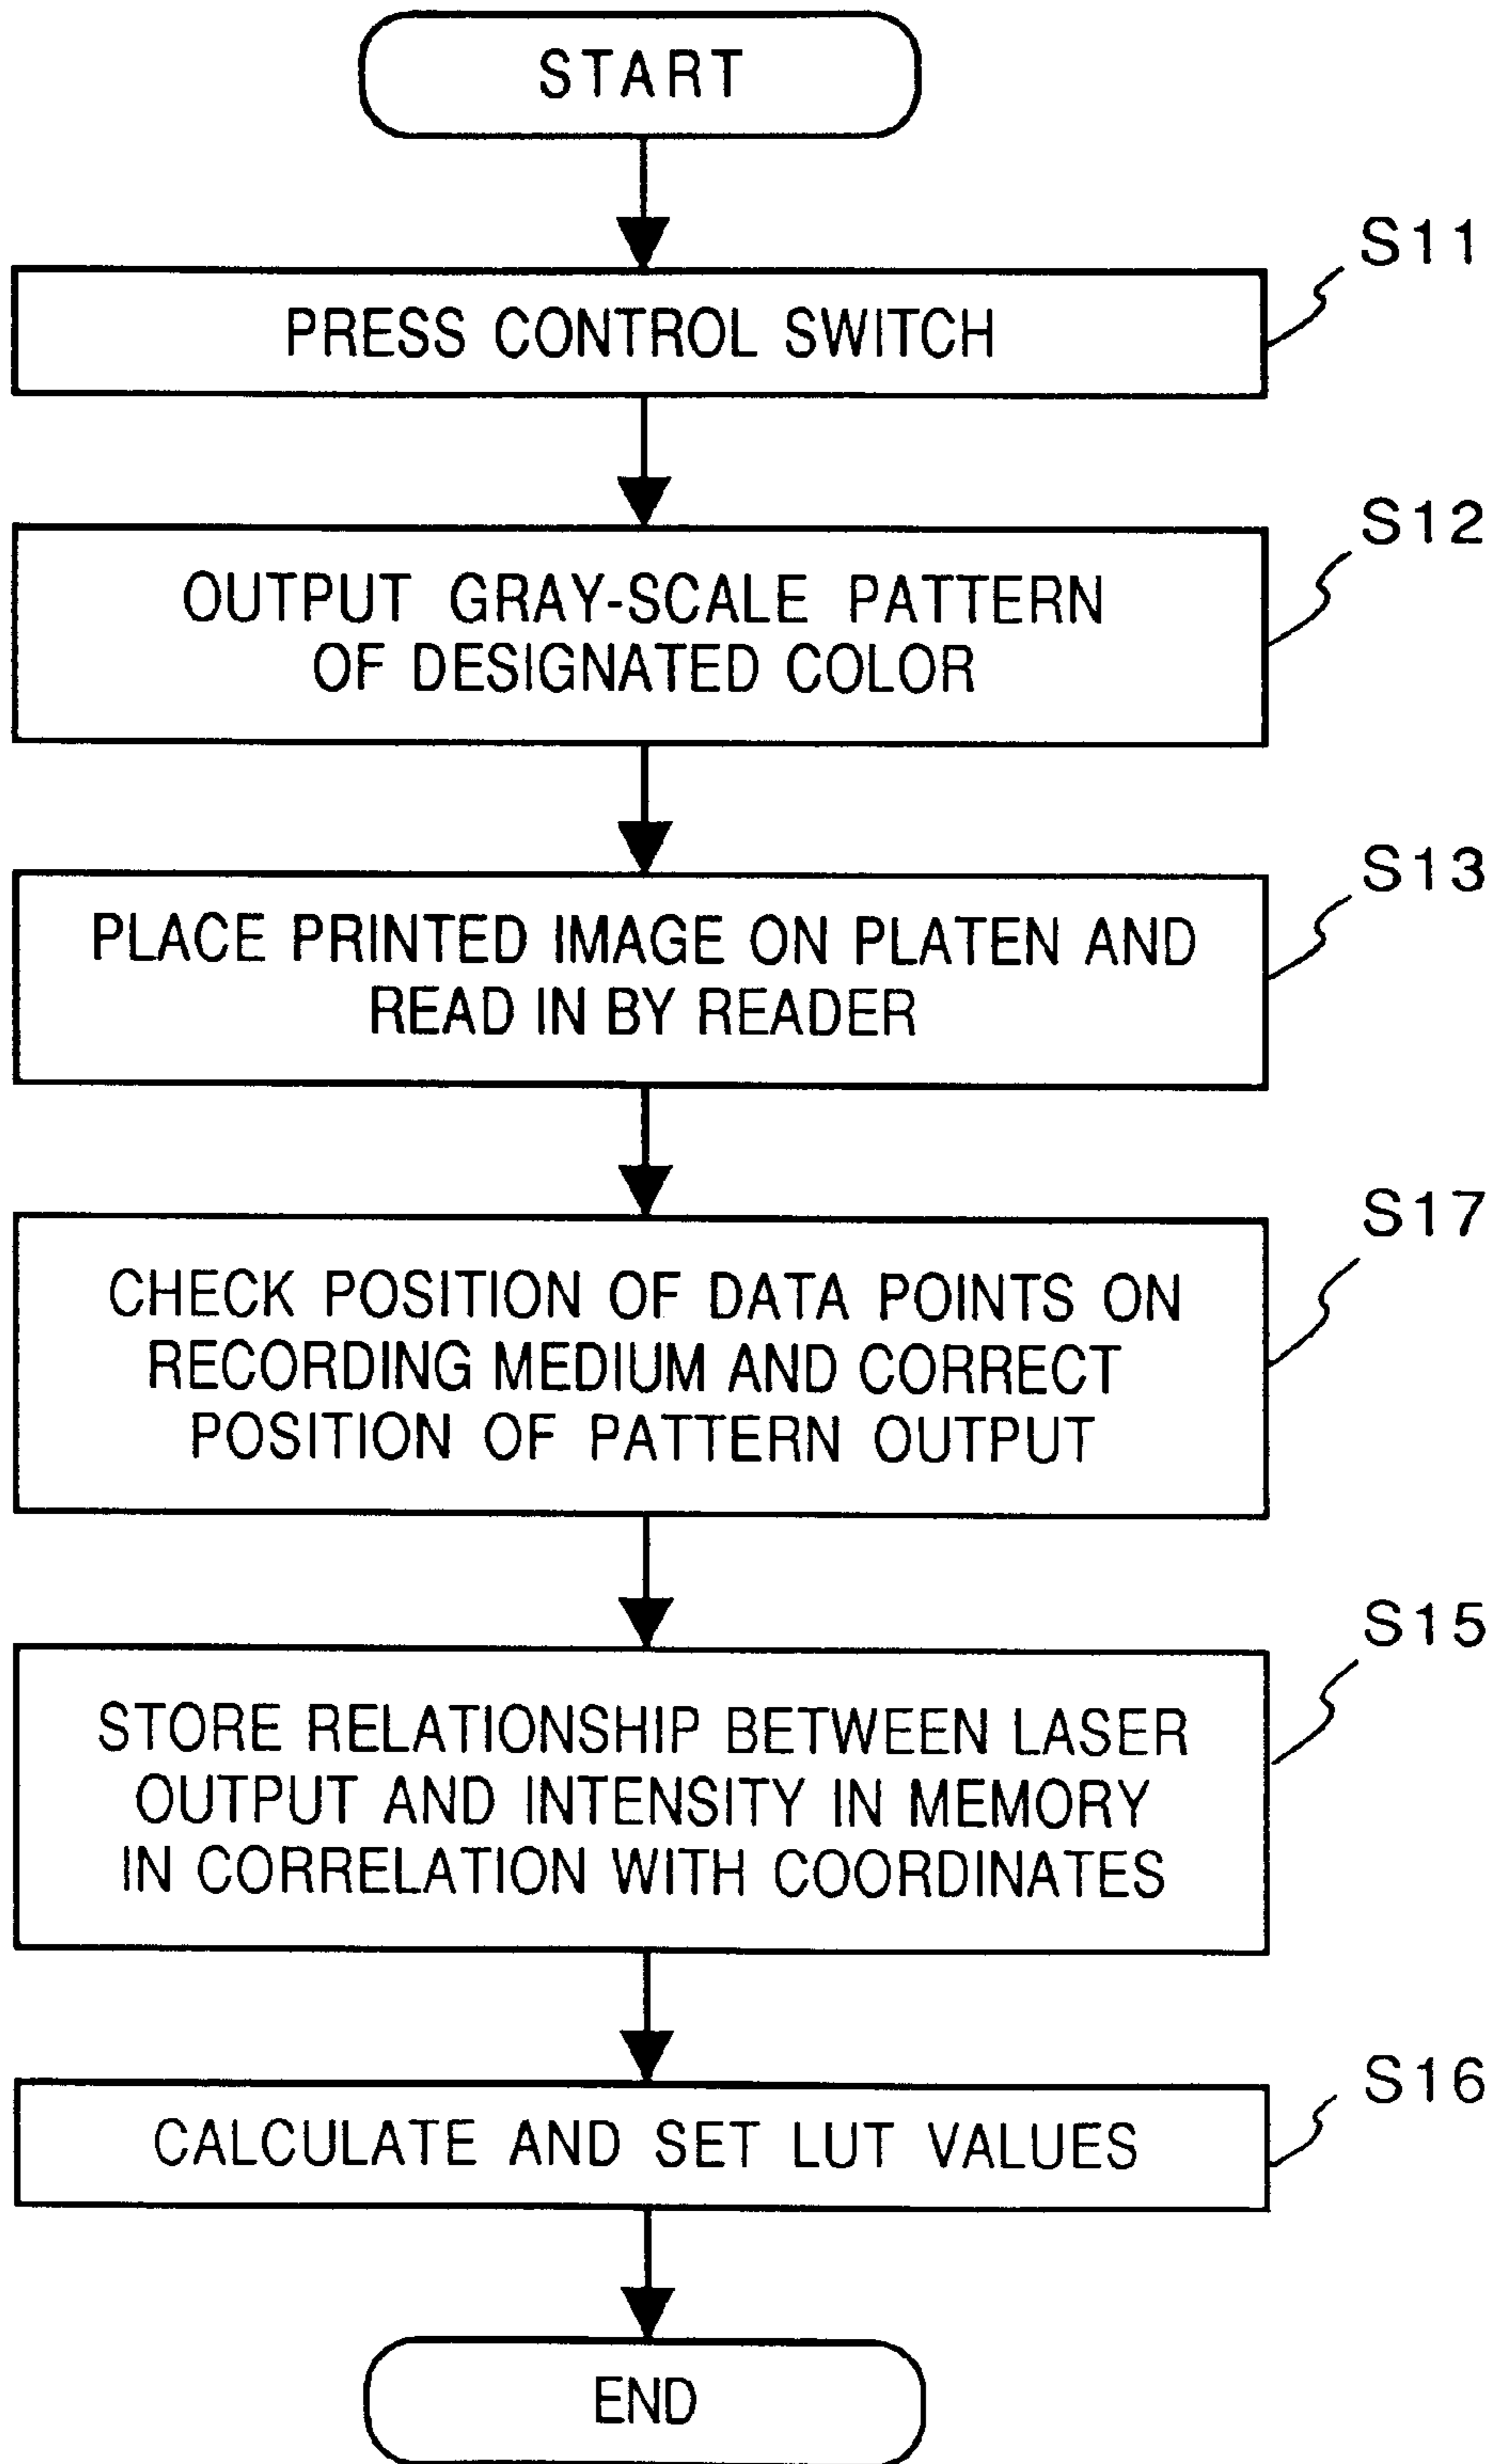 START
S11
PRESS CONTROL SWITCH
S12
OUTPUT GRAY-SCALE PATTERN
OF DESIGNATED COLOR
S13
PLACE PRINTED IMAGE ON PLATEN AND
READ IN BY READER
S17
CHECK POSITION OF DATA POINTS ON
RECORDING MEDIUM AND CORRECT
POSITION OF PATTERN OUTPUT
S15
STORE RELATIONSHIP BETWEEN LASER
OUTPUT AND INTENSITY IN MEMORY
IN CORRELATION WITH COORDINATES
S16
CALCULATE AND SET LUT VALUES
END